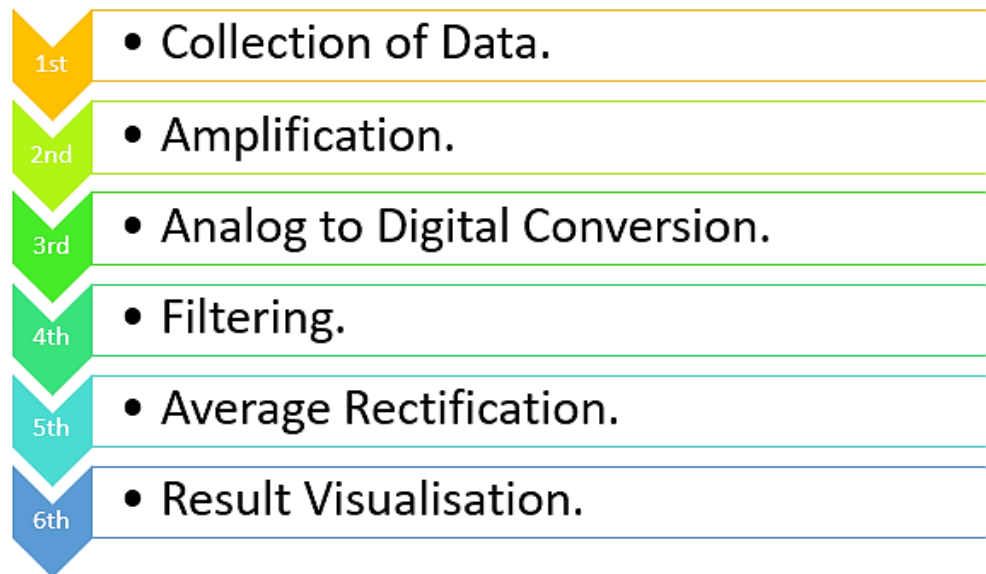 1st
• Collection of Data.
2nd
• Amplification.
3rd
• Analog to Digital Conversion.
4th
• Filtering.
5th
• Average Rectification.
6th
• Result Visualisation.